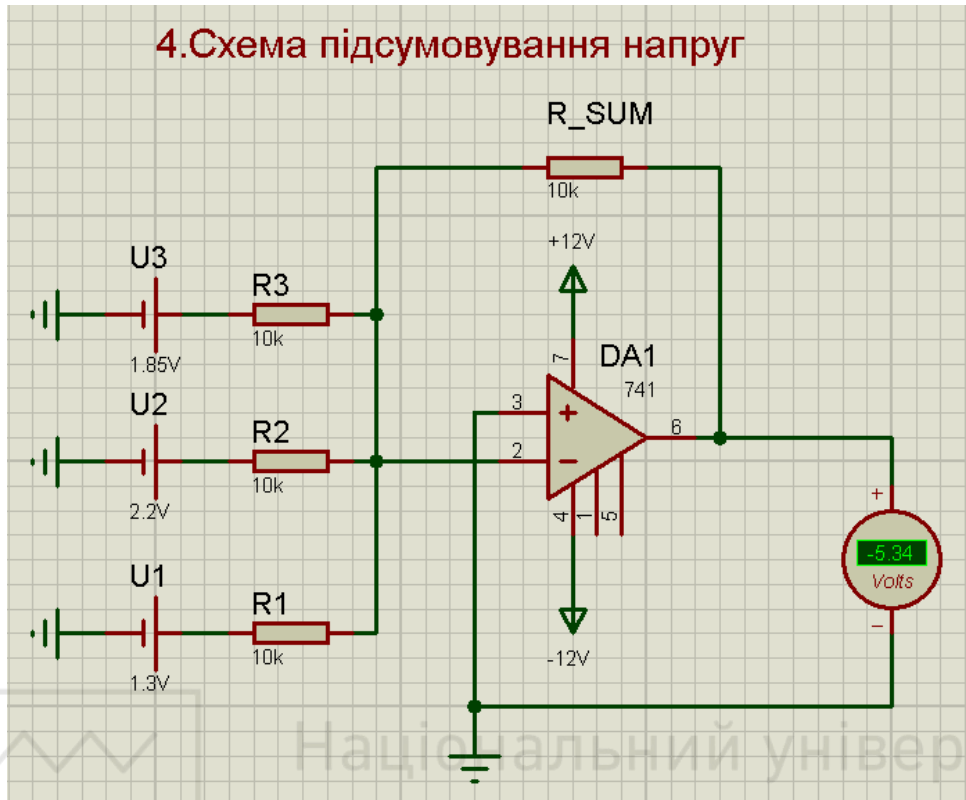 4.Схема підсумовування напруг
R_SUM
10k
+12V
U3
R3
10k
1.85V
7
DA1
741
U2
R2
10k
2.2V
3
+
2
−
6
4
1
5
+
-5.34
Volts
−
U1
R1
10k
1.3V
-12V
Національний універ